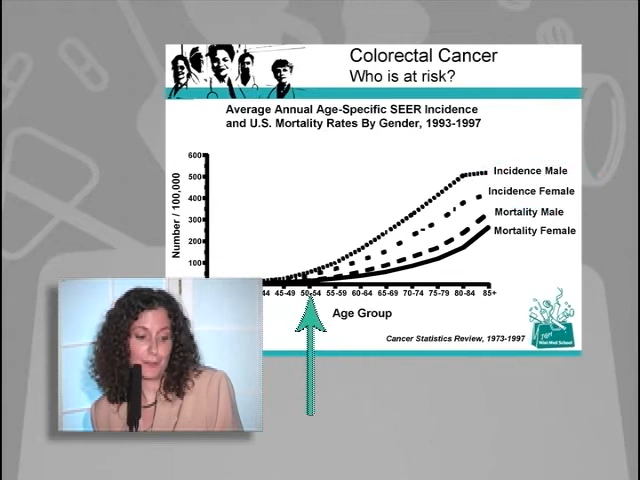 Colorectal Cancer
Who is at risk?
Average Annual Age-Specific SEER Incidence
and U.S. Mortality Rates By Gender, 1993-1997
600
500
400
300
200
100
Number / 100,000
Incidence Male
Incidence Female
Mortality Male
Mortality Female
44 45-49 50-54 55-59 60-64 65-69 70-74 75-79 80-84 85+
Age Group
Cancer Statistics Review, 1973-1997
Mini-Med School